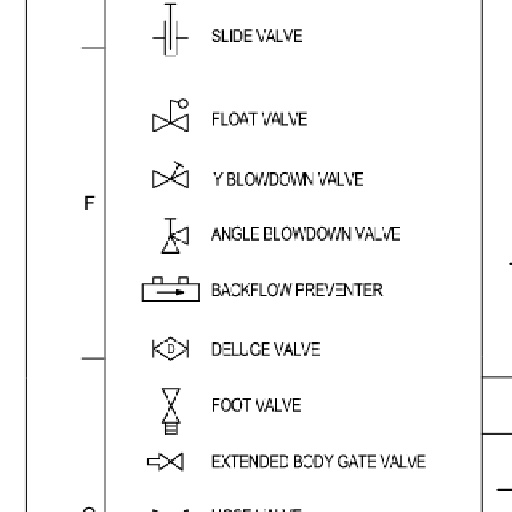 SLIDE VALVE
FLOAT VALVE
F
Y BLOWDOWN VALVE
ANGLE BLOWDOWN VALVE
BACKFLOW PREVENTER
D
DELUGE VALVE
FOOT VALVE
EXTENDED BODY GATE VALVE